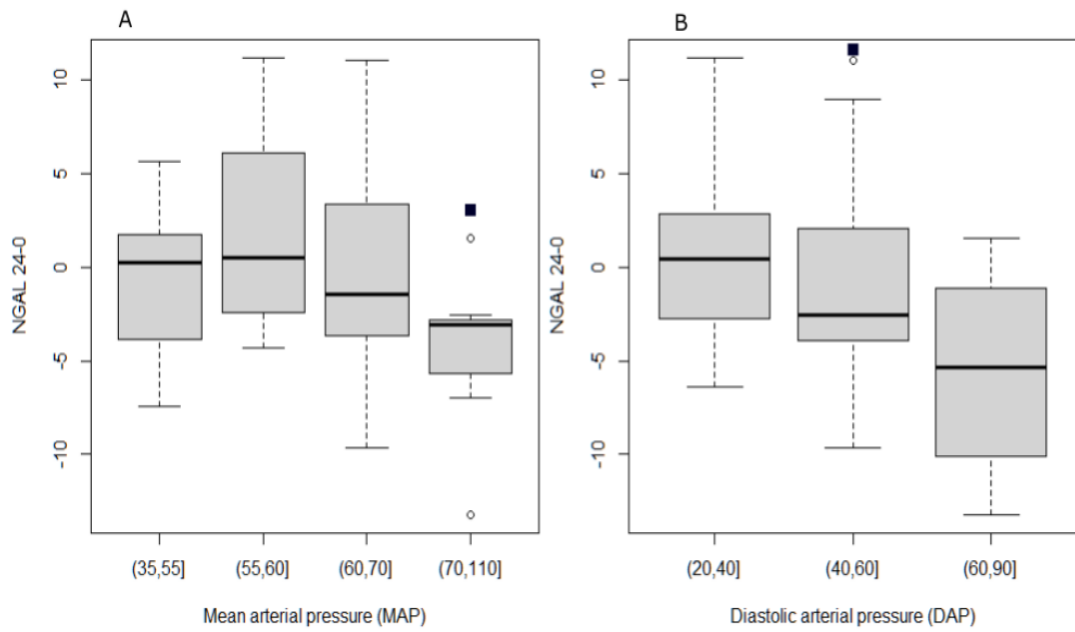 A
NGAL 24-0
10
5
0
-5
-10
(35,55] (55,60] (60,70] (70,110]
Mean arterial pressure (MAP)
B
NGAL 24-0
10
5
0
-5
-10
(20,40] (40,60] (60,90]
Diastolic arterial pressure (DAP)